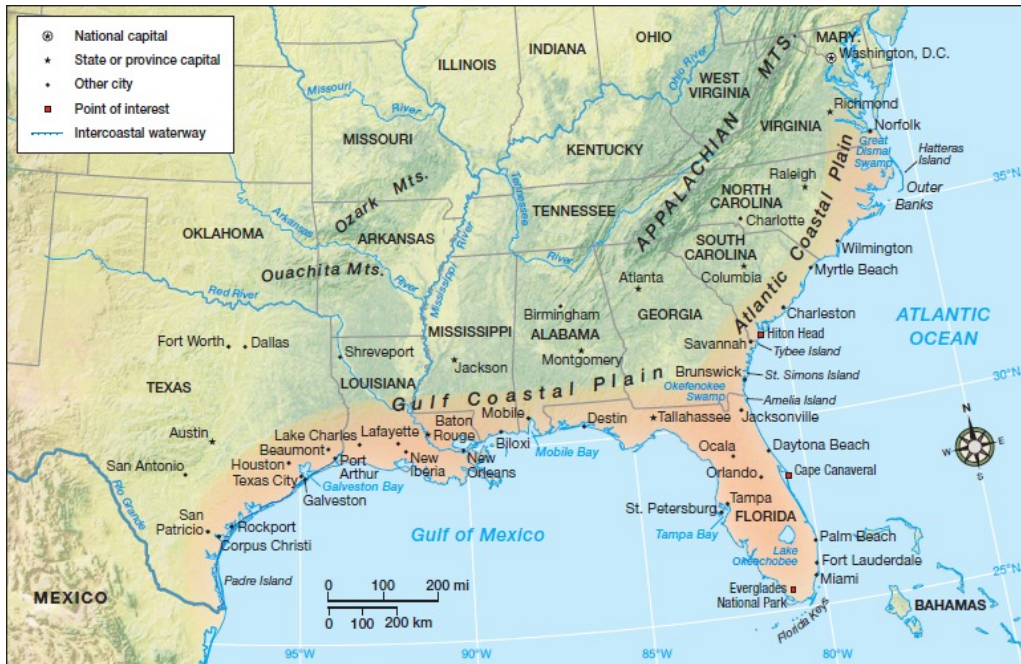 National capital
State or province capital
Other city
Point of interest
Intercoastal waterway
OHIO
INDIANA
ILLINOIS
MARY.
Washington, D.C.
WEST
VIRGINIA
Ohio River
Missouri
River
MISSOURI
KENTUCKY
VIRGINIA
Richmond
Norfolk
Great
Dismal
Swamp
Hatteras
Island
Outer
Banks
35°N
APPALACHIAN MTS.
Ozark Mts.
Tennessee
River
TENNESSEE
NORTH
CAROLINA
Raleigh
Charlotte
Atlantic Coastal Plain
Wilmington
OKLAHOMA
Arkansas
River
ARKANSAS
Ouachita Mts.
Mississippi River
SOUTH
CAROLINA
Columbia
Myrtle Beach
Red River
Atlanta
Birmingham
ALABAMA
GEORGIA
Charleston
ATLANTIC
OCEAN
Hiton Head
Savannah
Tybee Island
Fort Worth
Dallas
Shreveport
MISSISSIPPI
Jackson
Montgomery
TEXAS
LOUISIANA
Gulf Coastal Plain
Brunswick
Okefenokee
Swamp
St. Simons Island
30°N
Amelia Island
Jacksonville
Austin
Lake Charles
Lafayette
Baton
Rouge
Mobile
Biloxi
Mobile Bay
Destin
Tallahassee
Beaumont
Houston
Port
Arthur
New
Iberia
New
Orleans
Ocala
Daytona Beach
N
E
S
W
San Antonio
Texas City
Galveston Bay
Galveston
Orlando
Cape Canaveral
Rio Grande
San
Patricio
Rockport
Corpus Christi
Gulf of Mexico
St. Petersburg
Tampa
FLORIDA
Tampa Bay
Lake
Okeechobee
Palm Beach
Fort Lauderdale
Miami
25°N
Padre Island
MEXICO
0 100 200 mi
0 100 200 km
Everglades
National Park
Florida Keys
BAHAMAS
95°W
90°W
85°W
80°W